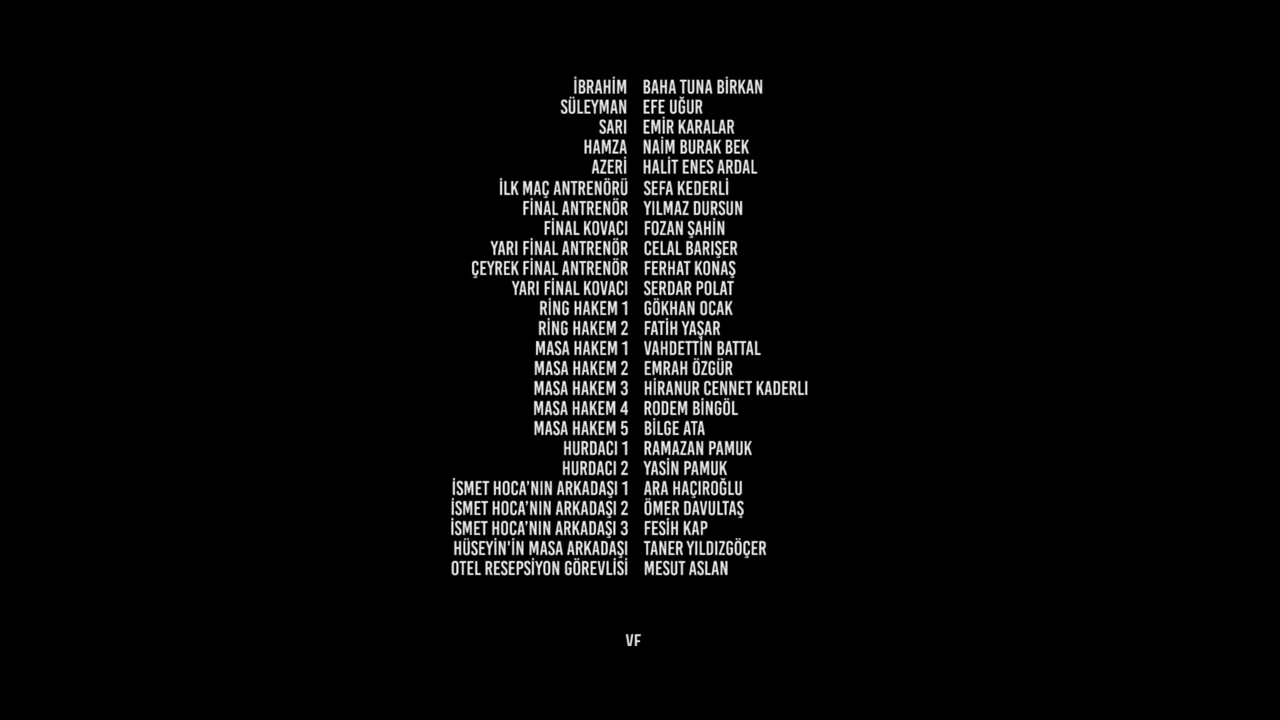 İBRAHİM BAHA TUNA BİRKAN
SÜLEYMAN EFE UĞUR
SARI EMİR KARALAR
HAMZA NAİM BURAK BEK
AZERİ HALİT ENES ARDAL
İLK MAÇ ANTRENÖRÜ SEFA KEDERLİ
FİNAL ANTRENÖR YILMAZ DURSUN
FİNAL KOVACI FOZAN ŞAHİN
YARI FİNAL ANTRENÖR CELAL BARIŞER
ÇEYREK FİNAL ANTRENÖR FERHAT KONAŞ
YARI FİNAL KOVACI SERDAR POLAT
RİNG HAKEM 1 GÖKHAN OCAK
RİNG HAKEM 2 FATİH YAŞAR
MASA HAKEM 1 VAHDETTİN BATTAL
MASA HAKEM 2 EMRAH ÖZGÜR
MASA HAKEM 3 HİRANUR CENNET KADERLI
MASA HAKEM 4 RODEM BİNGÖL
MASA HAKEM 5 BİLGE ATA
HURDACI 1 RAMAZAN PAMUK
HURDACI 2 YASİN PAMUK
İSMET HOCA'NIN ARKADAŞI 1 ARA HAÇIROĞLU
İSMET HOCA'NIN ARKADAŞI 2 ÖMER DAVULTAŞ
İSMET HOCA'NIN ARKADAŞI 3 FESİH KAP
HÜSEYİN'İN MASA ARKADAŞI TANER YILDIZGÖÇER
OTEL RESEPSİYON GÖREVLİSİ MESUT ASLAN
VE